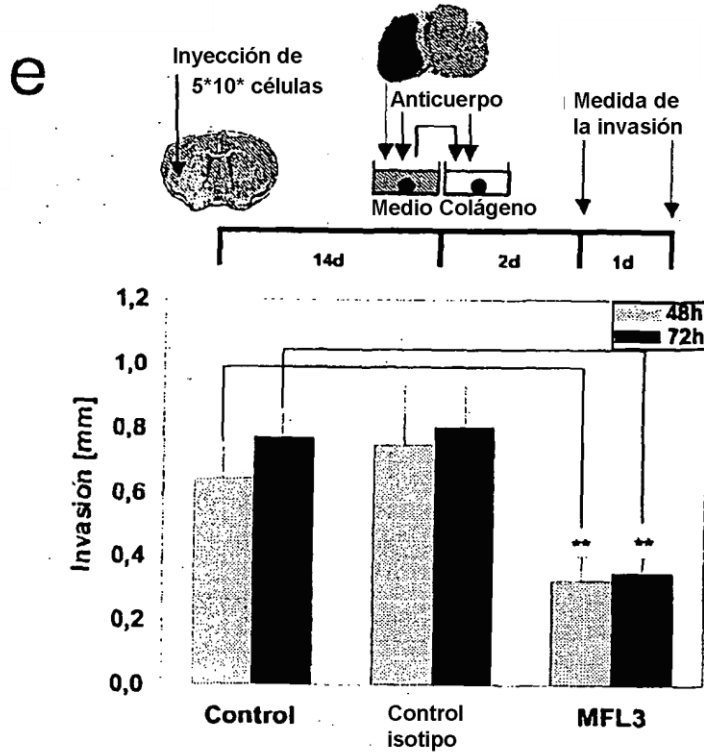 e
Inyección de
5*10* células
Anticuerpo
Medida de
la invasión
Medio Colágeno
14d
2d
1d
1,2
1,0
0,8
0,6
0,4
0,2
0,0
Invasión [mm]
48h
72h
**
**
Control
Control
isotipo
MFL3